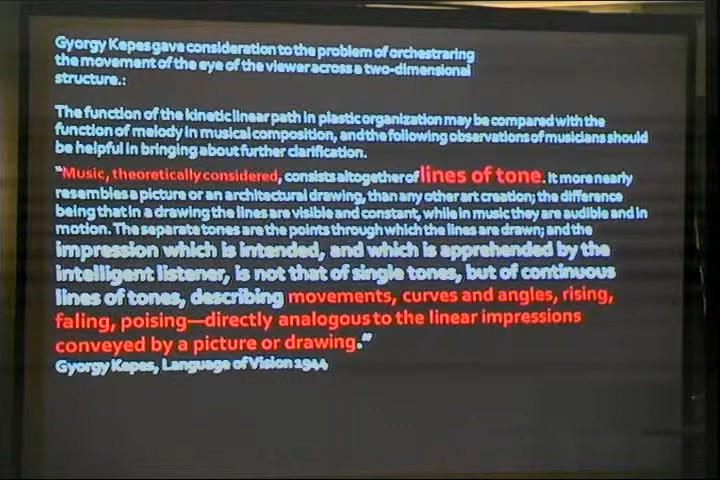 Gyorgy Kepes gave consideration to the problem of orchestraring
the movement of the eye of the viewer across a two-dimensional
structure.:
The function of the kinetic linear path in plastic organization may be compared with the
function of melody in musical composition, and the following observations of musicians should
be helpful in bringing about further clarification.
"Music, theoretically considered, consists altogether of lines of tone. It more nearly
resembles a picture or an architectural drawing, than any other art creation; the difference
being that in a drawing the lines are visible and constant, while in music they are audible and in
motion. The separate tones are the points through which the lines are drawn; and the
impression which is intended, and which is apprehended by the
intelligent listener, is not that of single tones, but of continuous
lines of tones, describing movements, curves and angles, rising,
faling, poising—directly analogous to the linear impressions
conveyed by a picture or drawing."
Gyorgy Kepes, Language of Vision 1944